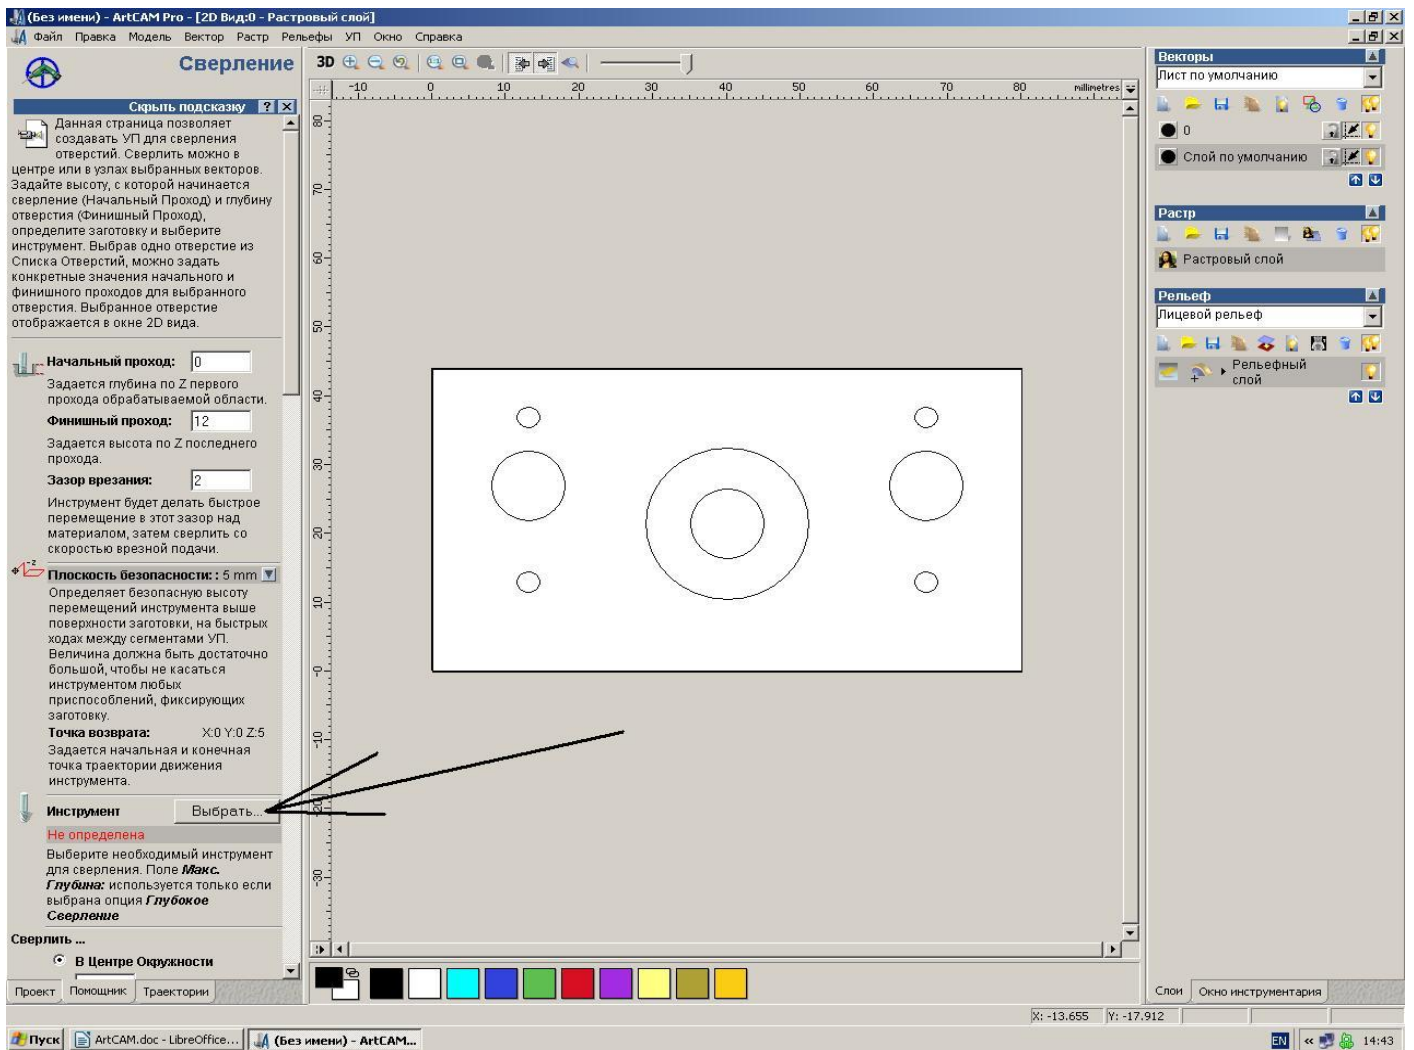 (Без имени) - ArtCAM Pro - [2D Вид:0 - Растровый слой]
Файл Правка Модель Вектор Растр Рельефы УП Окно Справка
Сверление
Скрыть подсказку ? X
Данная страница позволяет
создавать УП для сверления
отверстий. Сверлить можно в
центре или в узлах выбранных векторов.
Задайте высоту, с которой начинается
сверление (Начальный Проход) и глубину
отверстия (Финишный Проход),
определите заготовку и выберите
инструмент. Выбрав одно отверстие из
Списка Отверстий, можно задать
конкретные значения начального и
финишного проходов для выбранного
отверстия. Выбранное отверстие
отображается в окне 2D вида.
Начальный проход: 0
Задается глубина по Z первого
прохода обрабатываемой области.
Финишный проход: 12
Задается высота по Z последнего
прохода.
Зазор врезания: 2
Инструмент будет делать быстрое
перемещение в этот зазор над
материалом, затем сверлить со
скоростью врезной подачи.
Плоскость безопасности: : 5 mm
Определяет безопасную высоту
перемещений инструмента выше
поверхности заготовки, на быстрых
ходах между сегментами УП.
Величина должна быть достаточно
большой, чтобы не касаться
инструментом любых
приспособлений, фиксирующих
заготовку.
Точка возврата: X:0 Y:0 Z:5
Задается начальная и конечная
точка траектории движения
инструмента.
Инструмент Выбрать...
Не определена
Выберите необходимый инструмент
для сверления. Поле Макс.
Глубина: используется только если
выбрана опция Глубокое
Сверление
Сверлить ...
В Центре Окружности
Проект Помощник Траектории
3D
-10 0 10 20 30 40 50 60 70 80 millimetres
80
70
60
50
40
30
20
10
-0
-10
-20
-30
Векторы
Лист по умолчанию
0
Слой по умолчанию
Растр
Растровый слой
Рельеф
Лицевой рельеф
Рельефный
слой
Слои Окно инструментария
X: -13.655 Y: -17.912
Пуск ArtCAM.doc - LibreOffice... (Без имени) - ArtCAM... EN « 14:43